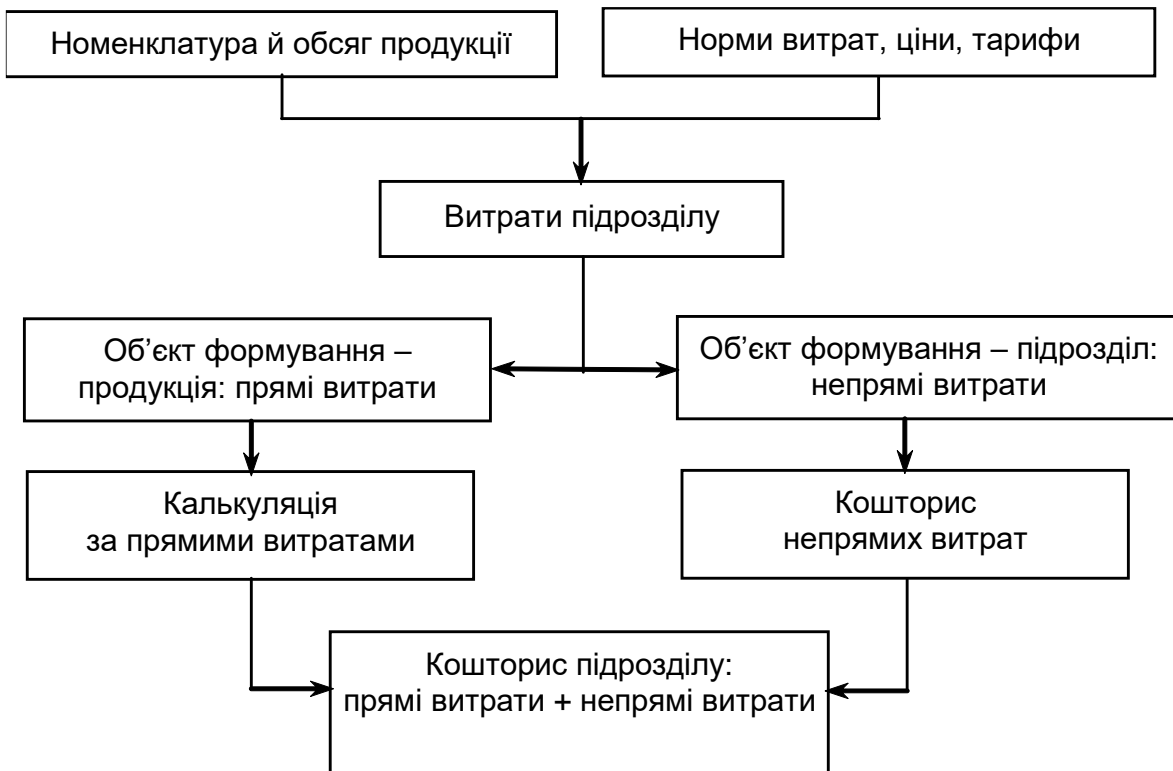 Номенклатура й обсяг продукції
Норми витрат, ціни, тарифи
Витрати підрозділу
Об’єкт формування –
продукція: прямі витрати
Об’єкт формування – підрозділ:
непрямі витрати
Калькуляція
за прямими витратами
Кошторис
непрямих витрат
Кошторис підрозділу:
прямі витрати + непрямі витрати